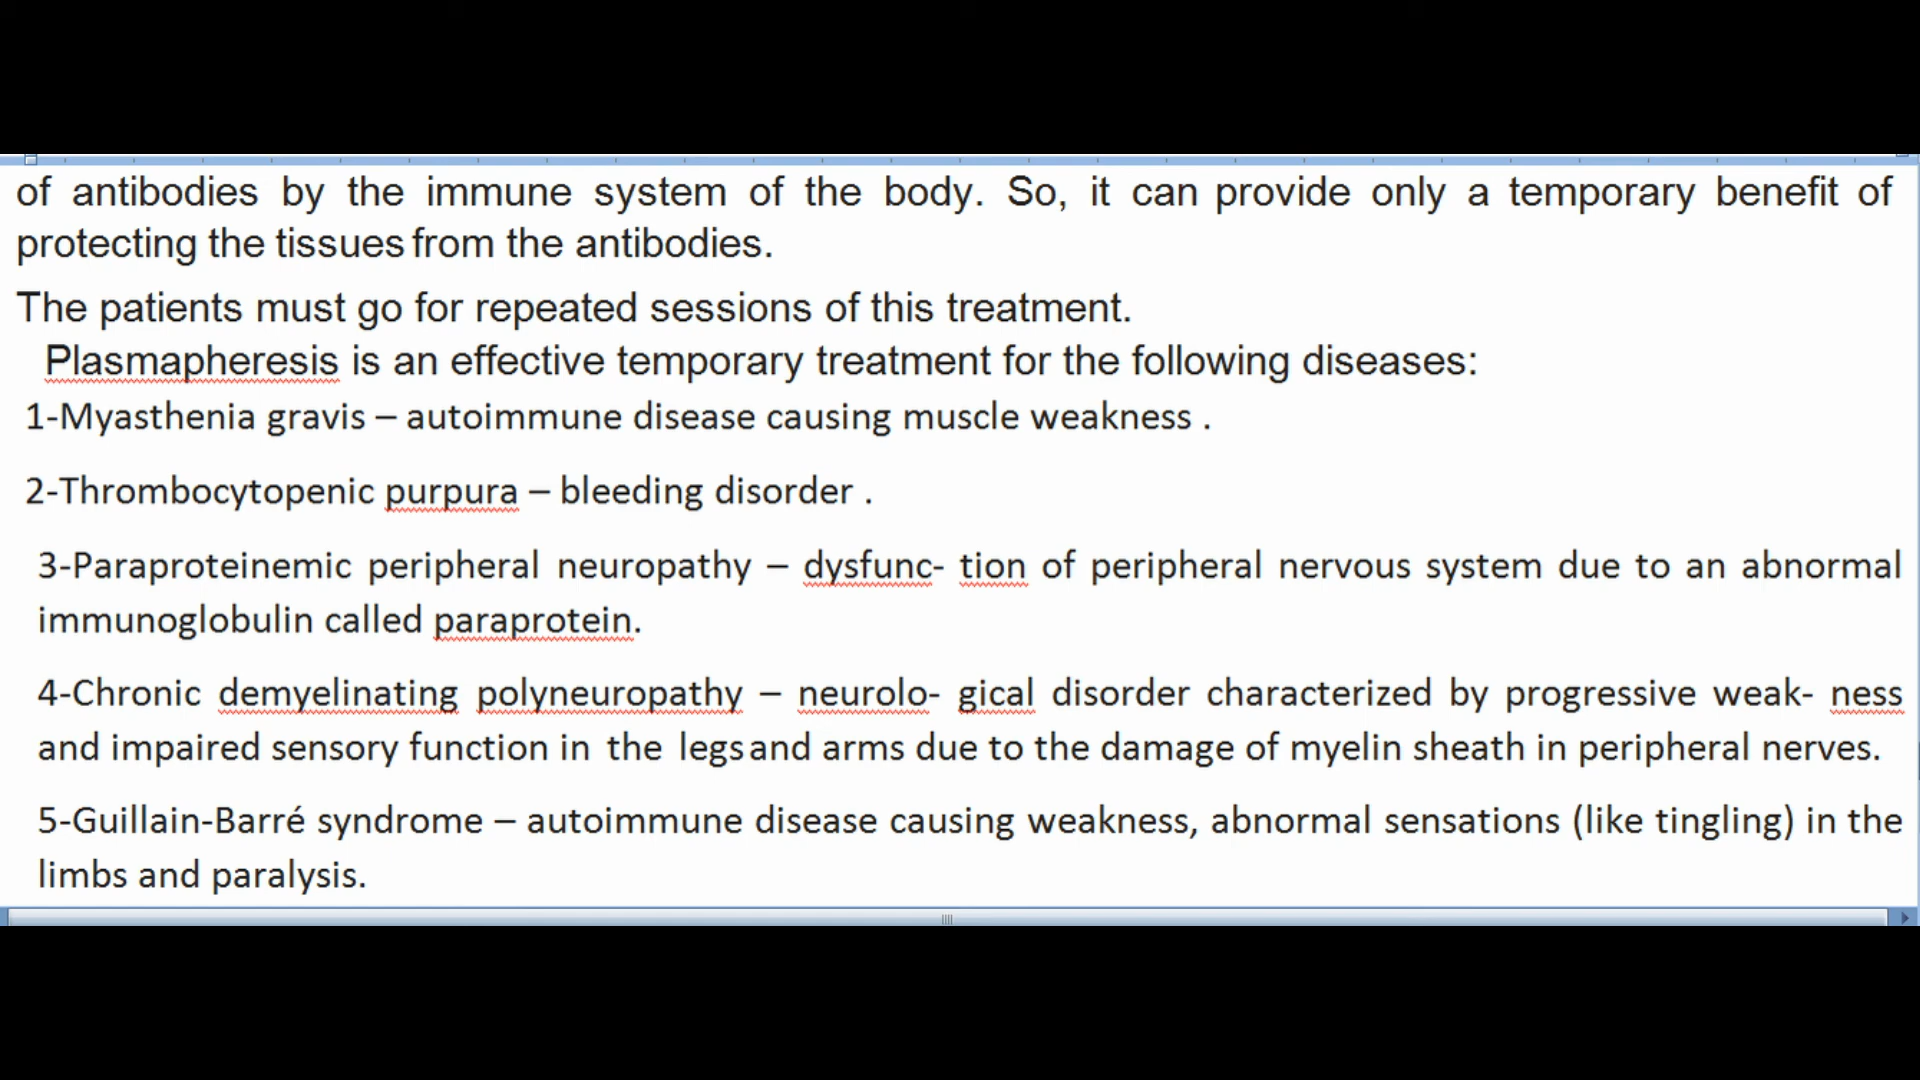 of antibodies by the immune system of the body. So, it can provide only a temporary benefit of
protecting the tissues from the antibodies.
The patients must go for repeated sessions of this treatment.
Plasmapheresis is an effective temporary treatment for the following diseases:
1-Myasthenia gravis – autoimmune disease causing muscle weakness .
2-Thrombocytopenic purpura – bleeding disorder .
3-Paraproteinemic peripheral neuropathy – dysfunc- tion of peripheral nervous system due to an abnormal
immunoglobulin called paraprotein.
4-Chronic demyelinating polyneuropathy – neurolo- gical disorder characterized by progressive weak- ness
and impaired sensory function in the legs and arms due to the damage of myelin sheath in peripheral nerves.
5-Guillain-Barré syndrome – autoimmune disease causing weakness, abnormal sensations (like tingling) in the
limbs and paralysis.